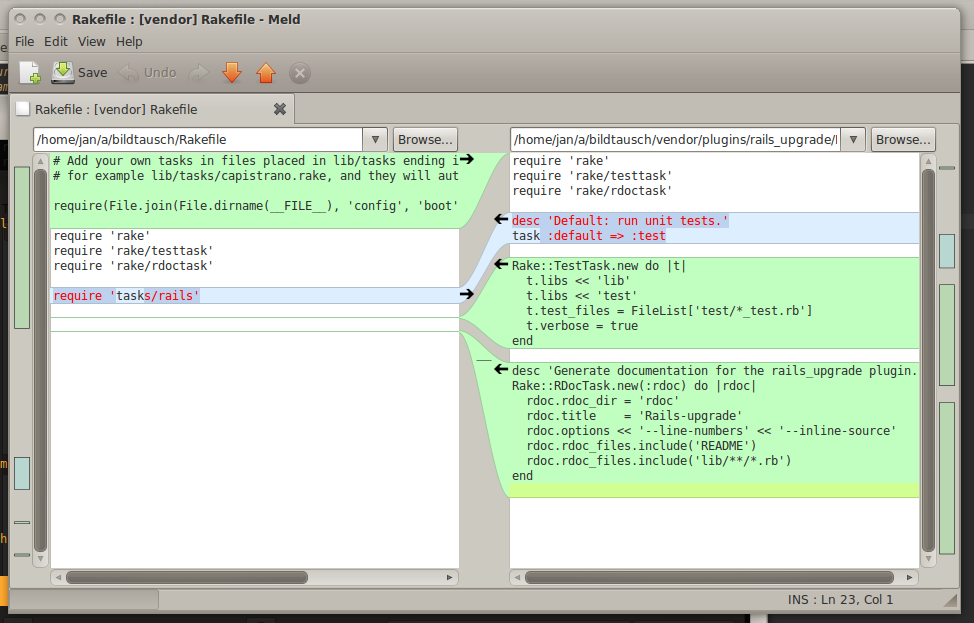 Rakefile : [vendor] Rakefile - Meld
File Edit View Help
Save Undo
Rakefile : [vendor] Rakefile
/home/jan/a/bildtausch/Rakefile Browse...
# Add your own tasks in files placed in lib/tasks ending i
# for example lib/tasks/capistrano.rake, and they will aut
require(File.join(File.dirname(__FILE__), 'config', 'boot'
require 'rake'
require 'rake/testtask'
require 'rake/rdoctask'
require 'tasks/rails'
/home/jan/a/bildtausch/vendor/plugins/rails_upgrade/ Browse...
require 'rake'
require 'rake/testtask'
require 'rake/rdoctask'
desc 'Default: run unit tests.'
task :default => :test
Rake::TestTask.new do |t|
t.libs << 'lib'
t.libs << 'test'
t.test_files = FileList['test/*_test.rb']
t.verbose = true
end
desc 'Generate documentation for the rails_upgrade plugin.
Rake::RDocTask.new(:rdoc) do |rdoc|
rdoc.rdoc_dir = 'rdoc'
rdoc.title    = 'Rails-upgrade'
rdoc.options << '--line-numbers' << '--inline-source'
rdoc.rdoc_files.include('README')
rdoc.rdoc_files.include('lib/**/*.rb')
end
INS : Ln 23, Col 1